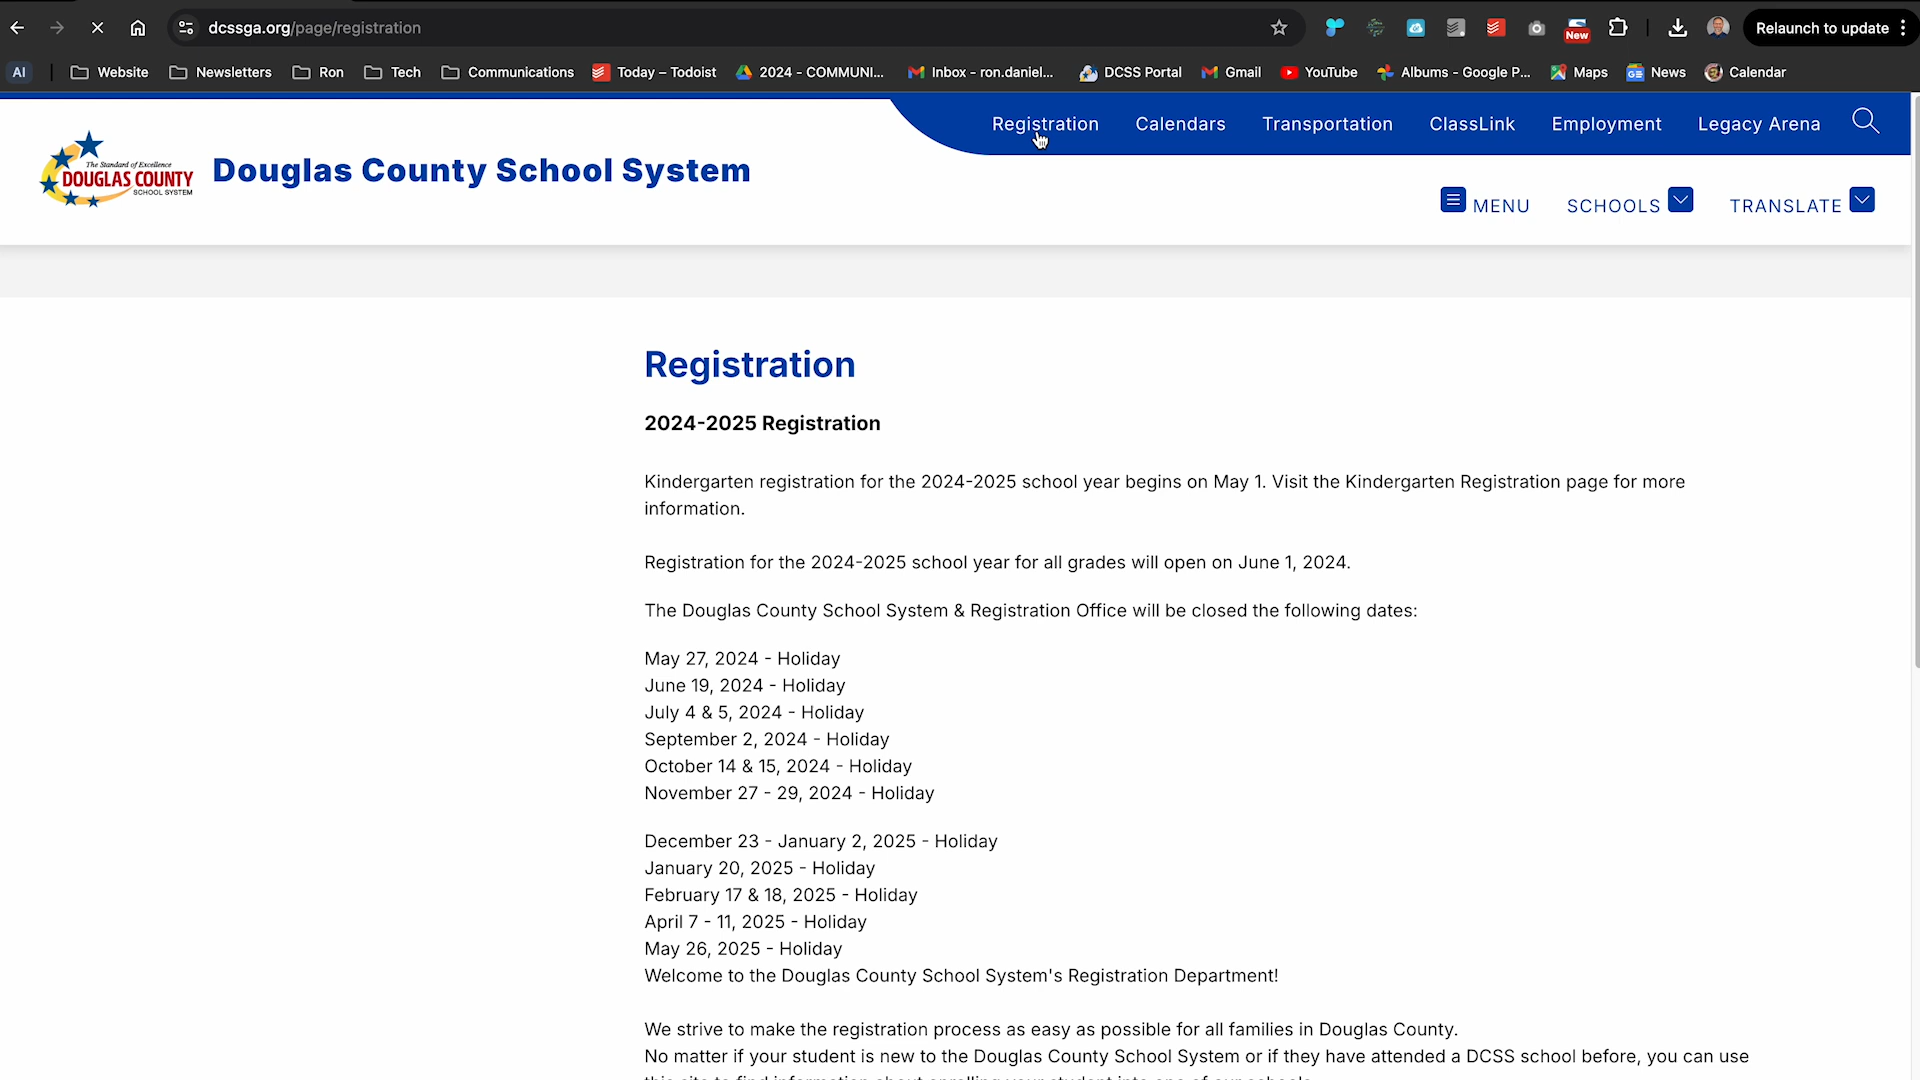 dcssga.org/page/registration
New
Relaunch to update
AI
Website
Newsletters
Ron
Tech
Communications
Today – Todoist
2024 - COMMUNI...
Inbox - ron.daniel...
DCSS Portal
Gmail
YouTube
Albums - Google P...
Maps
News
Calendar
Registration
Calendars
Transportation
ClassLink
Employment
Legacy Arena
The Standard of Excellence
DOUGLAS COUNTY
SCHOOL SYSTEM
Douglas County School System
MENU
SCHOOLS
TRANSLATE
Registration
2024-2025 Registration
Kindergarten registration for the 2024-2025 school year begins on May 1. Visit the Kindergarten Registration page for more
information.
Registration for the 2024-2025 school year for all grades will open on June 1, 2024.
The Douglas County School System & Registration Office will be closed the following dates:
May 27, 2024 - Holiday
June 19, 2024 - Holiday
July 4 & 5, 2024 - Holiday
September 2, 2024 - Holiday
October 14 & 15, 2024 - Holiday
November 27 - 29, 2024 - Holiday
December 23 - January 2, 2025 - Holiday
January 20, 2025 - Holiday
February 17 & 18, 2025 - Holiday
April 7 - 11, 2025 - Holiday
May 26, 2025 - Holiday
Welcome to the Douglas County School System's Registration Department!
We strive to make the registration process as easy as possible for all families in Douglas County.
No matter if your student is new to the Douglas County School System or if they have attended a DCSS school before, you can use